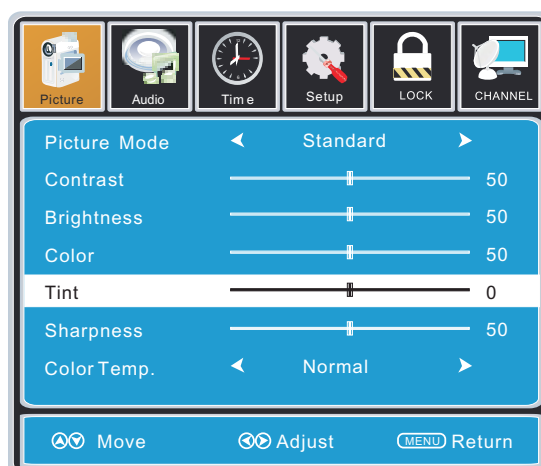 Picture Audio Time Setup LOCK CHANNEL
Picture Mode Standard
Contrast 50
Brightness 50
Color 50
Tint 0
Sharpness 50
Color Temp. Normal
Move Adjust MENU Return